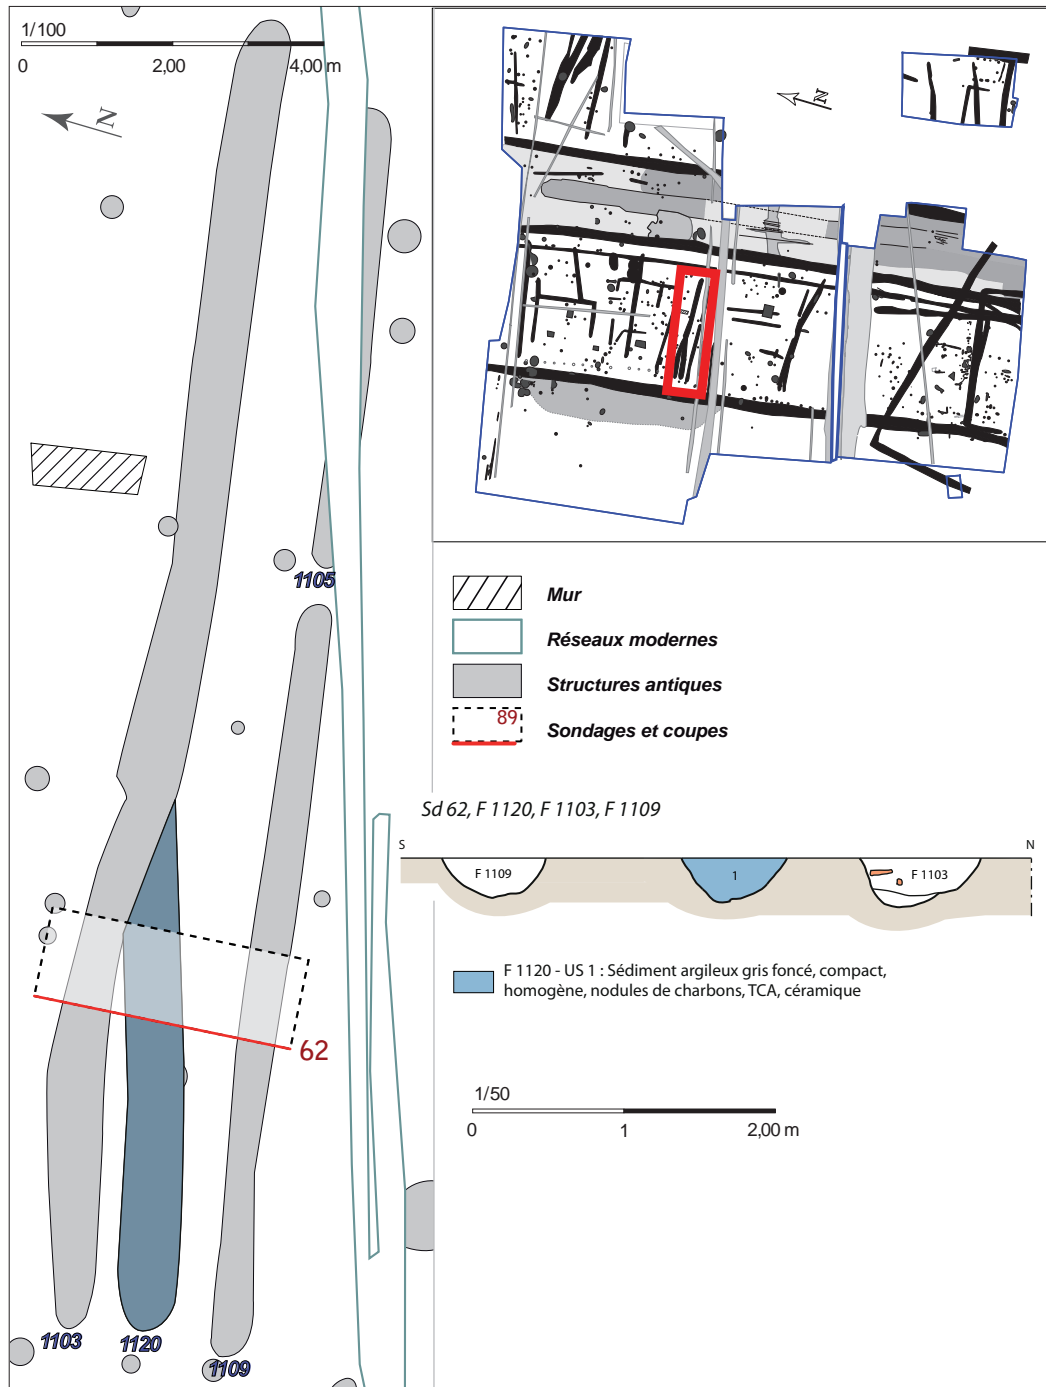 1/100
0 2,00 4,00 m
N
N
1105
Mur
Réseaux modernes
Structures antiques
89
Sondages et coupes
Sd 62, F 1120, F 1103, F 1109
S N
F 1109 1 F 1103
F 1120 - US 1 : Sédiment argileux gris foncé, compact,
homogène, nodules de charbons, TCA, céramique
62
1/50
0 1 2,00 m
1103 1120 1109